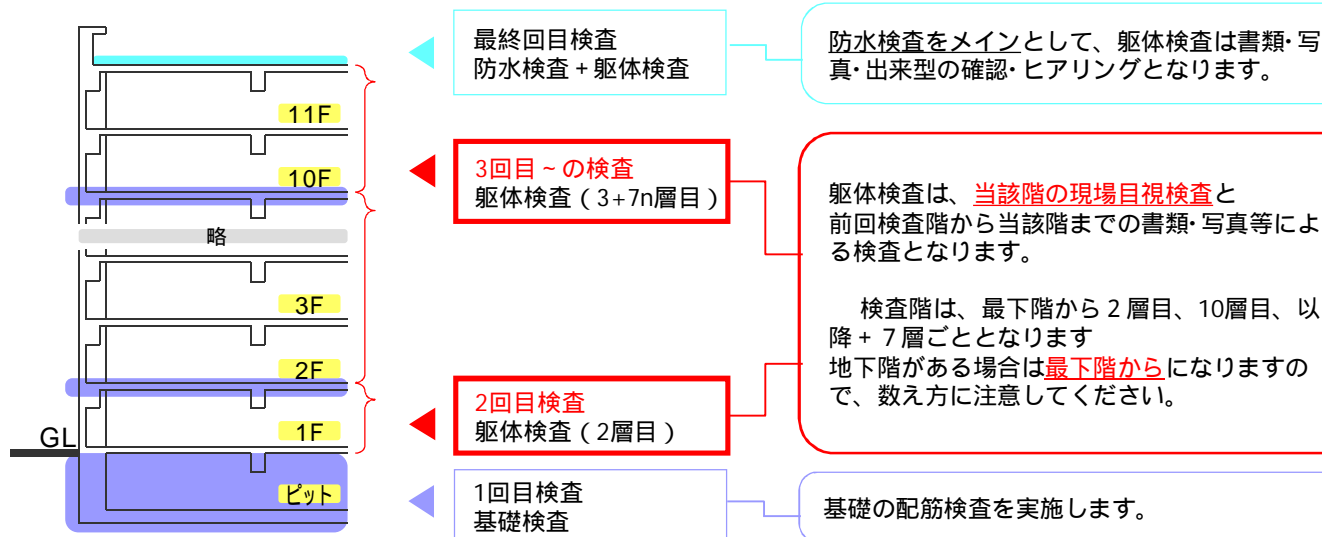 11F
10F
略
3F
2F
1F
GL
ピット
最終回目検査
防水検査+躯体検査
3回目~の検査
躯体検査(3+7n層目)
2回目検査
躯体検査(2層目)
1回目検査
基礎検査
防水検査をメインとして、躯体検査は書類・写
真・出来型の確認・ヒアリングとなります。
躯体検査は、当該階の現場目視検査と
前回検査階から当該階までの書類・写真等によ
る検査となります。
検査階は、最下階から2層目、10層目、以
降+7層ごととなります
地下階がある場合は最下階からになりますの
で、数え方に注意してください。
基礎の配筋検査を実施します。